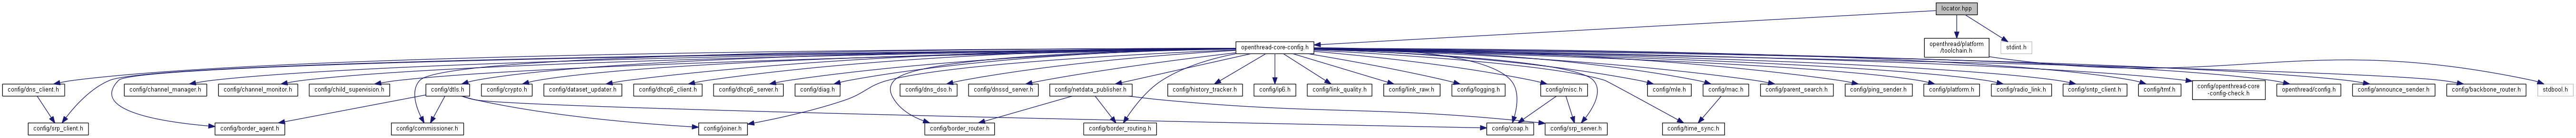 locator.hpp
openthread-core-config.h
openthread/platform
/toolchain.h
stdint.h
config/dns_client.h
config/channel_manager.h
config/channel_monitor.h
config/child_supervision.h
config/dtls.h
config/crypto.h
config/dataset_updater.h
config/dhcp6_client.h
config/dhcp6_server.h
config/diag.h
config/dns_dso.h
config/dnssd_server.h
config/netdata_publisher.h
config/history_tracker.h
config/ip6.h
config/link_quality.h
config/link_raw.h
config/logging.h
config/misc.h
config/mle.h
config/mac.h
config/parent_search.h
config/ping_sender.h
config/platform.h
config/radio_link.h
config/sntp_client.h
config/tmf.h
config/openthread-core
-config-check.h
openthread/config.h
config/announce_sender.h
config/backbone_router.h
stdbool.h
config/srp_client.h
config/border_agent.h
config/commissioner.h
config/joiner.h
config/border_router.h
config/border_routing.h
config/coap.h
config/srp_server.h
config/time_sync.h